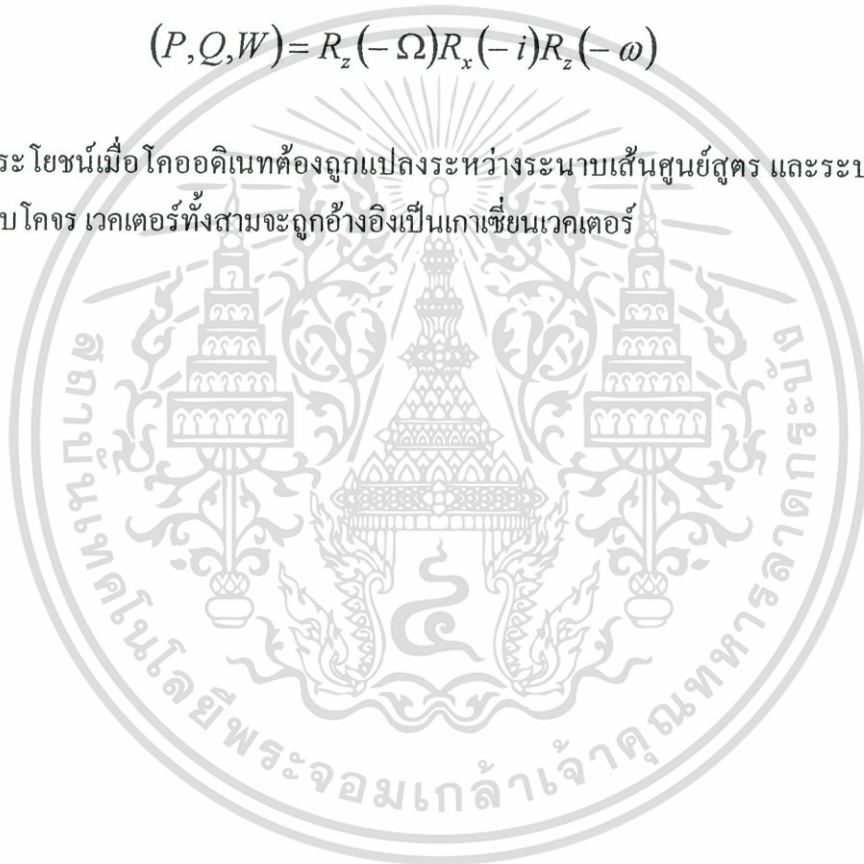 (P,Q,W) = R_z(−Ω)R_x(−i)R_z(−ω)
ระโยชน์เมื่อโคออดิเนทต้องถูกแปลงระหว่างระนาบเส้นศูนย์สูตร และระบ
บโคจร เวคเตอร์ทั้งสามจะถูกอ้างอิงเป็นเกาเซี่ยนเวคเตอร์
สถาบันเทคโนโลยีพระจอมเกล้าเจ้าคุณทหารลาดกระบัง